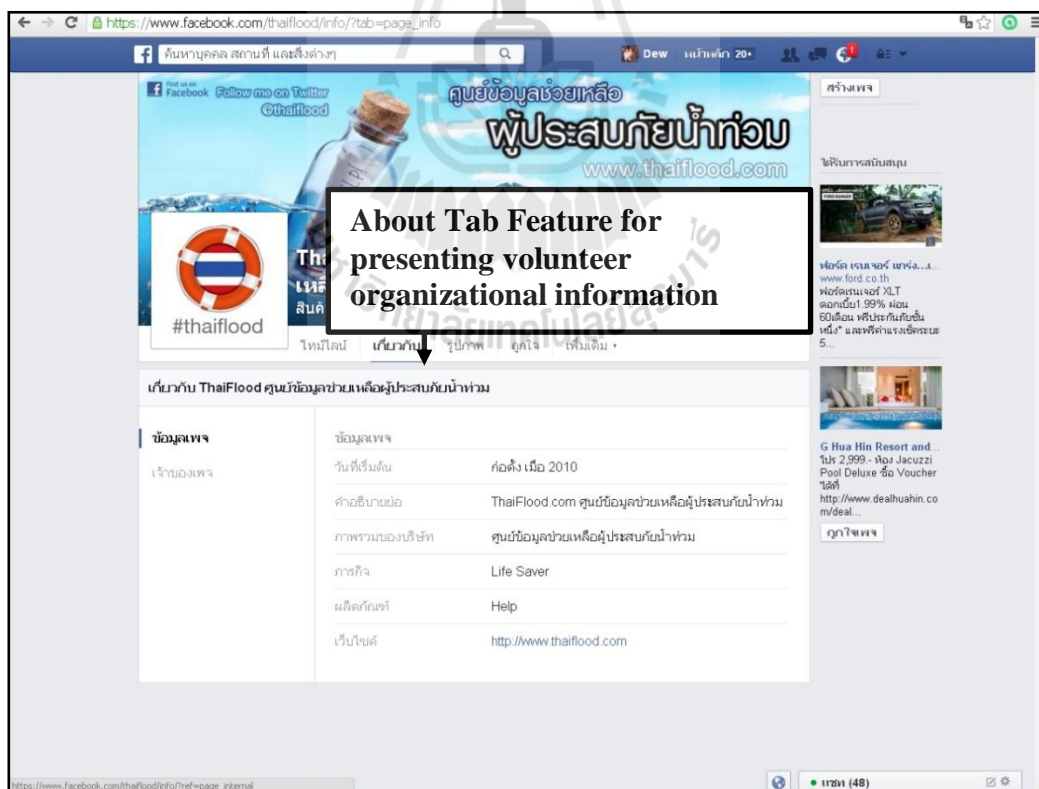 https://www.facebook.com/thaiflood/info/?tab=page_info
ค้นหาบุคคล สถานที่ และสิ่งต่างๆ
Dew หน้าหลัก 20+
Find us on
Facebook
Follow me on Twitter
@thaiflood
ศูนย์ข้อมูลช่วยเหลือ
ผู้ประสบภัยน้ำท่วม
www.thaiflood.com
#thaiflood
About Tab Feature for
presenting volunteer
organizational information
ไทม์ไลน์ เกี่ยวกับ รูปภาพ ถูกใจ เพิ่มเติม
เกี่ยวกับ ThaiFlood ศูนย์ข้อมูลช่วยเหลือผู้ประสบภัยน้ำท่วม
ข้อมูลเพจ
เจ้าของเพจ
ข้อมูลเพจ
วันที่เริ่มต้น ก่อตั้ง เมื่อ 2010
คำอธิบายย่อ ThaiFlood.com ศูนย์ข้อมูลช่วยเหลือผู้ประสบภัยน้ำท่วม
ภาพรวมของบริษัท ศูนย์ข้อมูลช่วยเหลือผู้ประสบภัยน้ำท่วม
ภารกิจ Life Saver
ผลิตภัณฑ์ Help
เว็บไซต์ http://www.thaiflood.com
สร้างเพจ
ได้รับการสนับสนุน
ฟอร์ด เรนเจอร์ แกร่ง...
www.ford.co.th
ฟอร์ดเรนเจอร์ XLT
ดอกเบี้ย1.99% ผ่อน
60เดือน ฟรีประกันภัยชั้น
หนึ่ง* และฟรีค่าแรงเช็คระยะ
5...
G Hua Hin Resort and...
โปร 2,999.- ห้อง Jacuzzi
Pool Deluxe ซื้อ Voucher
ได้ที่
http://www.dealhuahin.co
m/deal...
ถูกใจเพจ
มหาวิทยาลัยเทคโนโลยีสุรนารี
https://www.facebook.com/thaiflood/info?ref=page_internal
แชท (48)